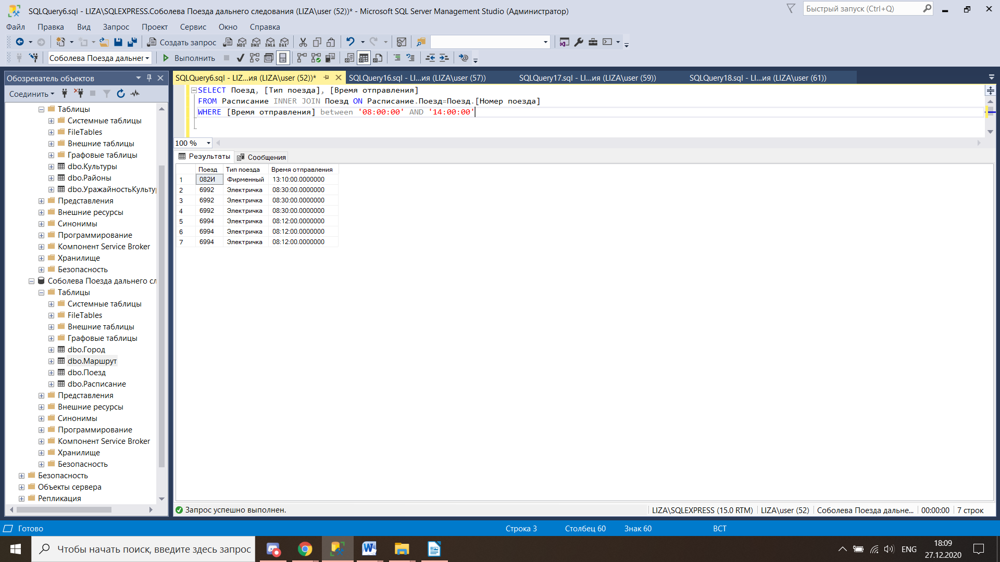 SQLQuery6.sql - LIZA\SQLEXPRESS.Соболева Поезда дальнего следования (LIZA\user (52))* - Microsoft SQL Server Management Studio (Администратор)
Быстрый запуск (Ctrl+Q)
Файл Правка Вид Запрос Проект Сервис Окно Справка
Создать запрос MDX DMX XMLA DAX
Соболева Поезда дальнег Выполнить
Обозреватель объектов
Соединить
Таблицы
Системные таблицы
FileTables
Внешние таблицы
Графовые таблицы
dbo.Культуры
dbo.Районы
dbo.УражайностьКульту
Представления
Внешние ресурсы
Синонимы
Программирование
Компонент Service Broker
Хранилище
Безопасность
Соболева Поезда дальнего сл
Таблицы
Системные таблицы
FileTables
Внешние таблицы
Графовые таблицы
dbo.Город
dbo.Маршрут
dbo.Поезд
dbo.Расписание
Представления
Внешние ресурсы
Синонимы
Программирование
Компонент Service Broker
Хранилище
Безопасность
Безопасность
Объекты сервера
Репликация
SQLQuery6.sql - LIZ...ия (LIZA\user (52))* SQLQuery16.sql - LI...ия (LIZA\user (57)) SQLQuery17.sql - LI...ия (LIZA\user (59)) SQLQuery18.sql - LI...ия (LIZA\user (61))
SELECT Поезд, [Тип поезда], [Время отправления]
FROM Расписание INNER JOIN Поезд ON Расписание.Поезд=Поезд.[Номер поезда]
WHERE [Время отправления] between '08:00:00' AND '14:00:00'
100 %
Результаты Сообщения
Поезд Тип поезда Время отправления
1 082И Фирменный 13:10:00.0000000
2 6992 Электричка 08:30:00.0000000
3 6992 Электричка 08:30:00.0000000
4 6992 Электричка 08:30:00.0000000
5 6994 Электричка 08:12:00.0000000
6 6994 Электричка 08:12:00.0000000
7 6994 Электричка 08:12:00.0000000
Запрос успешно выполнен. LIZA\SQLEXPRESS (15.0 RTM) LIZA\user (52) Соболева Поезда дальне... 00:00:00 7 строк
Готово Строка 3 Столбец 60 Знак 60 ВСТ
Чтобы начать поиск, введите здесь запрос
ENG
18:09
27.12.2020